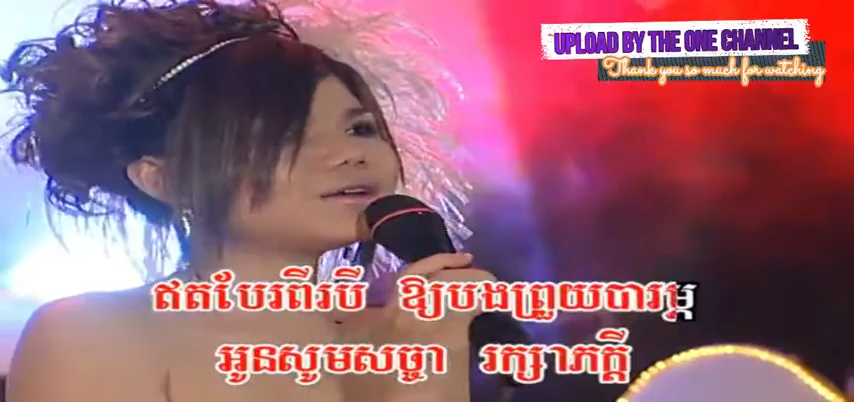 UPLOAD BY THE ONE CHANNEL
Thank you so much for watching
ឥតបែរពីរបី ឱ្យបងព្រួយបារម្ភ
អូនសូមសច្ចា រក្សាភក្ដី